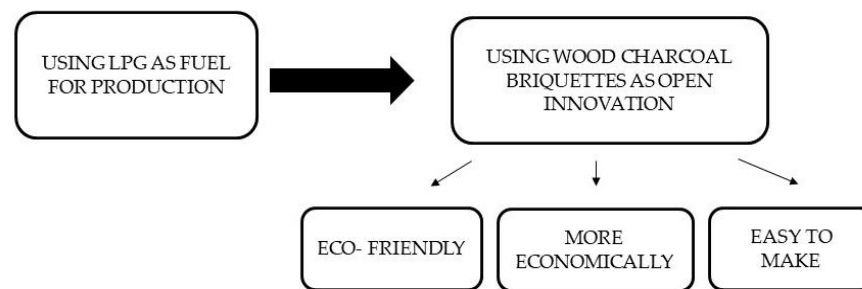 USING LPG AS FUEL
FOR PRODUCTION
USING WOOD CHARCOAL
BRIQUETTES AS OPEN
INNOVATION
ECO- FRIENDLY
MORE
ECONOMICALLY
EASY TO
MAKE